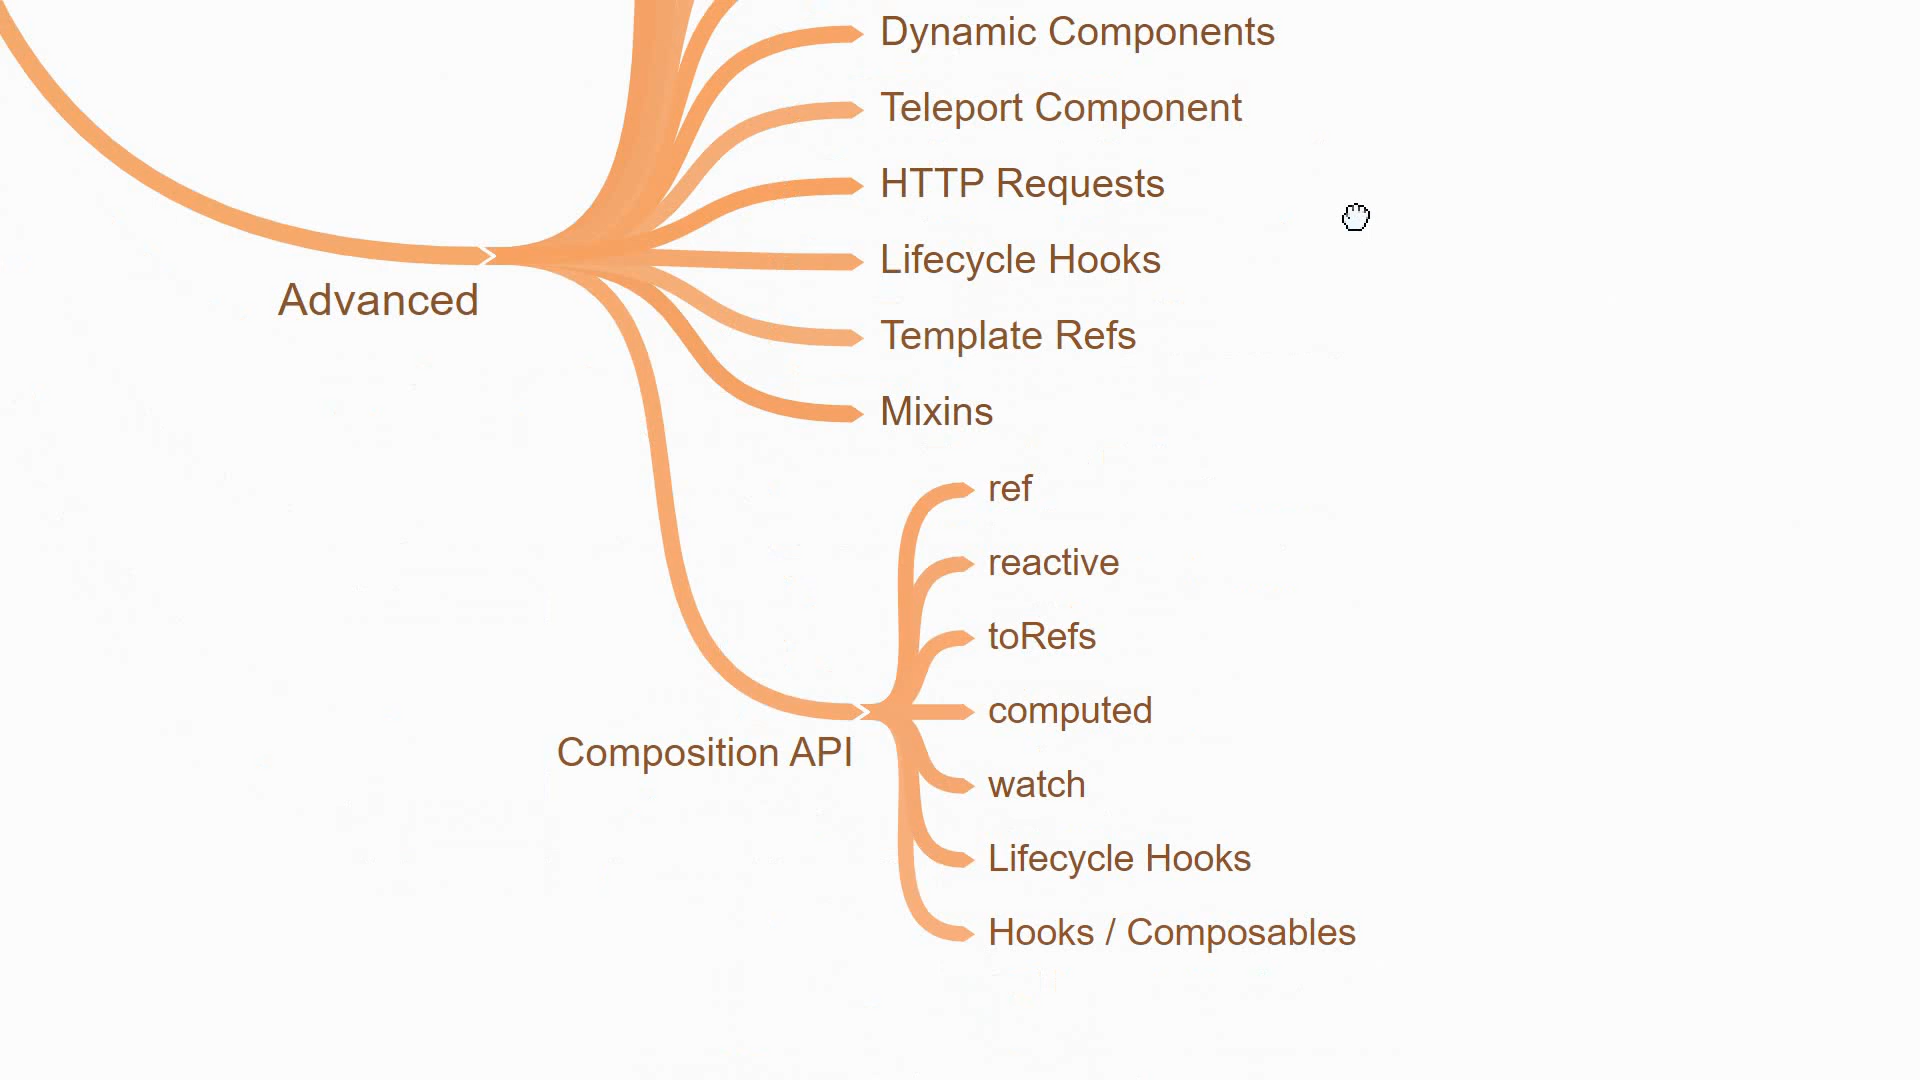 Dynamic Components
Teleport Component
HTTP Requests
Lifecycle Hooks
Advanced
Template Refs
Mixins
ref
reactive
toRefs
computed
Composition API
watch
Lifecycle Hooks
Hooks / Composables